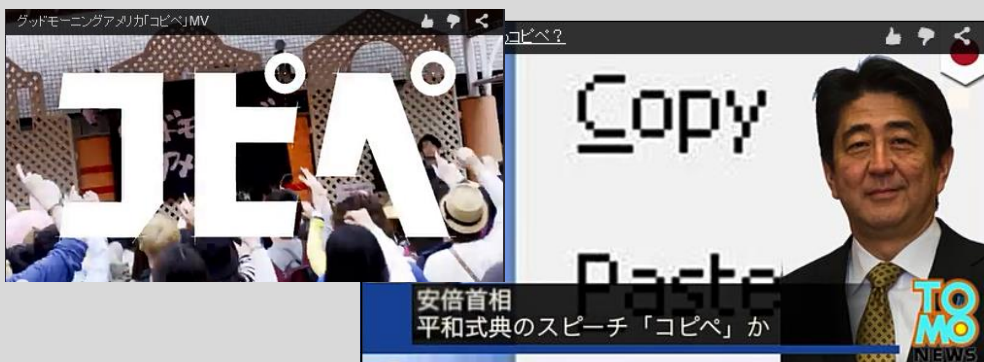 グッドモーニングアメリカ「コピペ」MV
コピペ
コピペ？
Copy
Paste
安倍首相
平和式典のスピーチ「コピペ」か
TOMO
NEWS